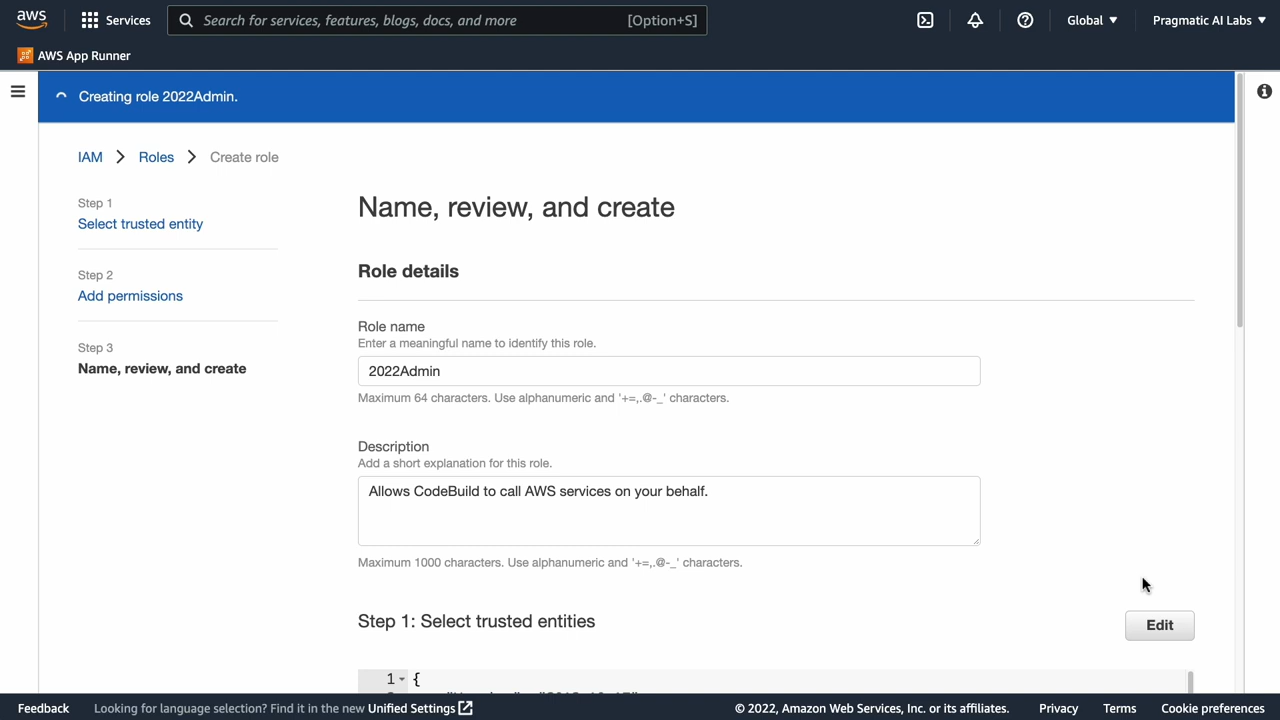 aws
Services
Search for services, features, blogs, docs, and more [Option+S]
Global
Pragmatic AI Labs
AWS App Runner
Creating role 2022Admin.
IAM > Roles > Create role
Step 1
Select trusted entity
Step 2
Add permissions
Step 3
Name, review, and create
Name, review, and create
Role details
Role name
Enter a meaningful name to identify this role.
2022Admin
Maximum 64 characters. Use alphanumeric and '+=,.@-_' characters.
Description
Add a short explanation for this role.
Allows CodeBuild to call AWS services on your behalf.
Maximum 1000 characters. Use alphanumeric and '+=,.@-_' characters.
Step 1: Select trusted entities
Edit
1 {
Feedback
Looking for language selection? Find it in the new Unified Settings
© 2022, Amazon Web Services, Inc. or its affiliates.
Privacy
Terms
Cookie preferences